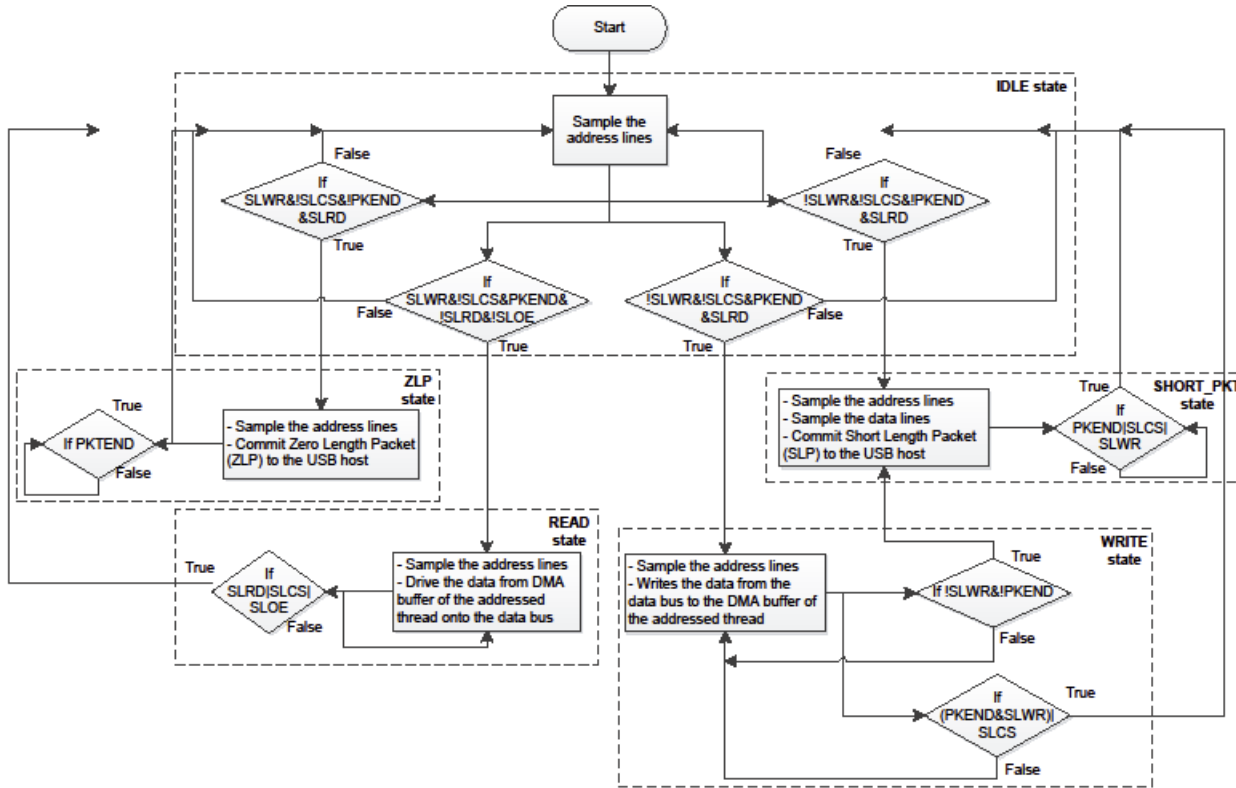 Start
IDLE state
Sample the
address lines
False
If
SLWR&!SLCS&!PKEND
&SLRD
True
False
If
!SLWR&!SLCS&!PKEND
&SLRD
True
If
SLWR&!SLCS&PKEND&
!SLRD&!SLOE
False
True
If
!SLWR&!SLCS&PKEND
&SLRD
False
True
ZLP
state
True
If PKTEND
False
- Sample the address lines
- Commit Zero Length Packet
(ZLP) to the USB host
SHORT_PKT
state
- Sample the address lines
- Sample the data lines
- Commit Short Length Packet
(SLP) to the USB host
True
If
PKEND|SLCS|
SLWR
False
READ
state
True
If
SLRD|SLCS|
SLOE
False
- Sample the address lines
- Drive the data from DMA
buffer of the addressed
thread onto the data bus
WRITE
state
- Sample the address lines
- Writes the data from the
data bus to the DMA buffer of
the addressed thread
True
If !SLWR&!PKEND
False
If
(PKEND&SLWR)|
SLCS
True
False